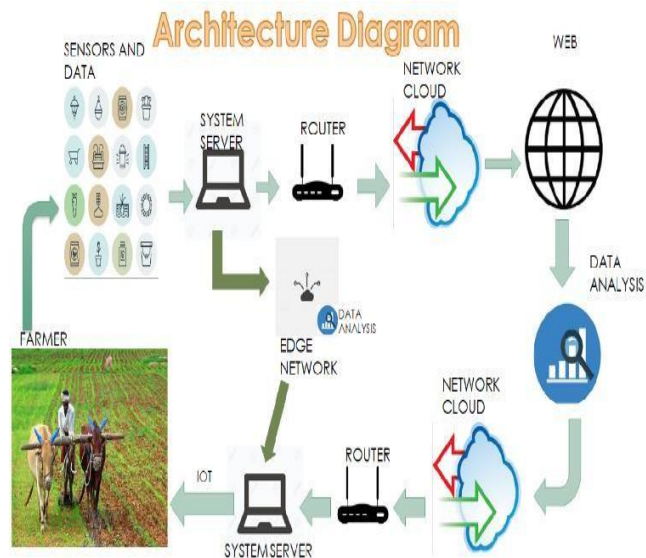 Architecture Diagram
SENSORS AND
DATA
SYSTEM
SERVER
ROUTER
NETWORK
CLOUD
WEB
DATA
ANALYSIS
DATA
ANALYSIS
EDGE
NETWORK
FARMER
NETWORK
CLOUD
ROUTER
IOT
SYSTEM SERVER